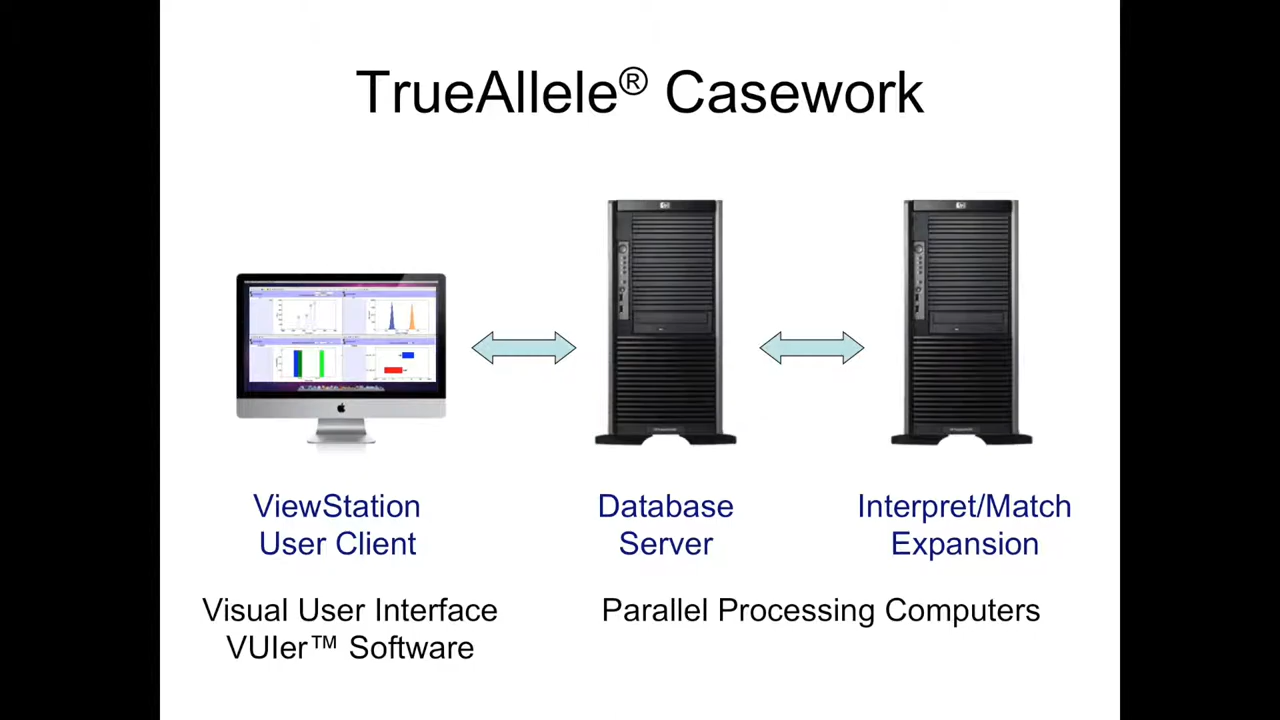 TrueAllele® Casework
ViewStation
User Client
Database
Server
Interpret/Match
Expansion
Visual User Interface
VUIer™ Software
Parallel Processing Computers